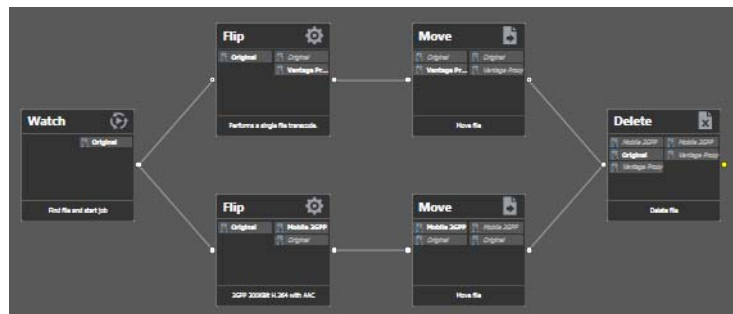 Flip
Original Original
Vantage Pr...
Performs a single file transcode.
Move
Original Original
Vantage Pr... Vantage Proxy
Move file
Watch
Original
Find file and start job
Delete
Mobile 3GPP Mobile 3GPP
Original Vantage Proxy
Vantage Proxy
Delete file
Flip
Original Mobile 3GPP
Original
3GPP 200KBit H.264 with AAC
Move
Mobile 3GPP Mobile 3GPP
Original Original
Move file